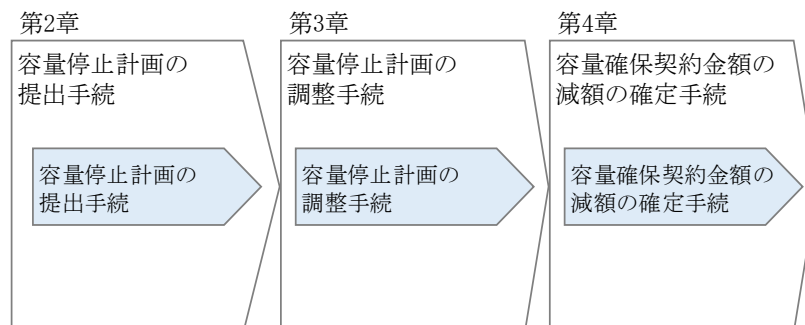 第2章
容量停止計画の
提出手続
容量停止計画の
提出手続
第3章
容量停止計画の
調整手続
容量停止計画の
調整手続
第4章
容量確保契約金額の
減額の確定手続
容量確保契約金額の
減額の確定手続